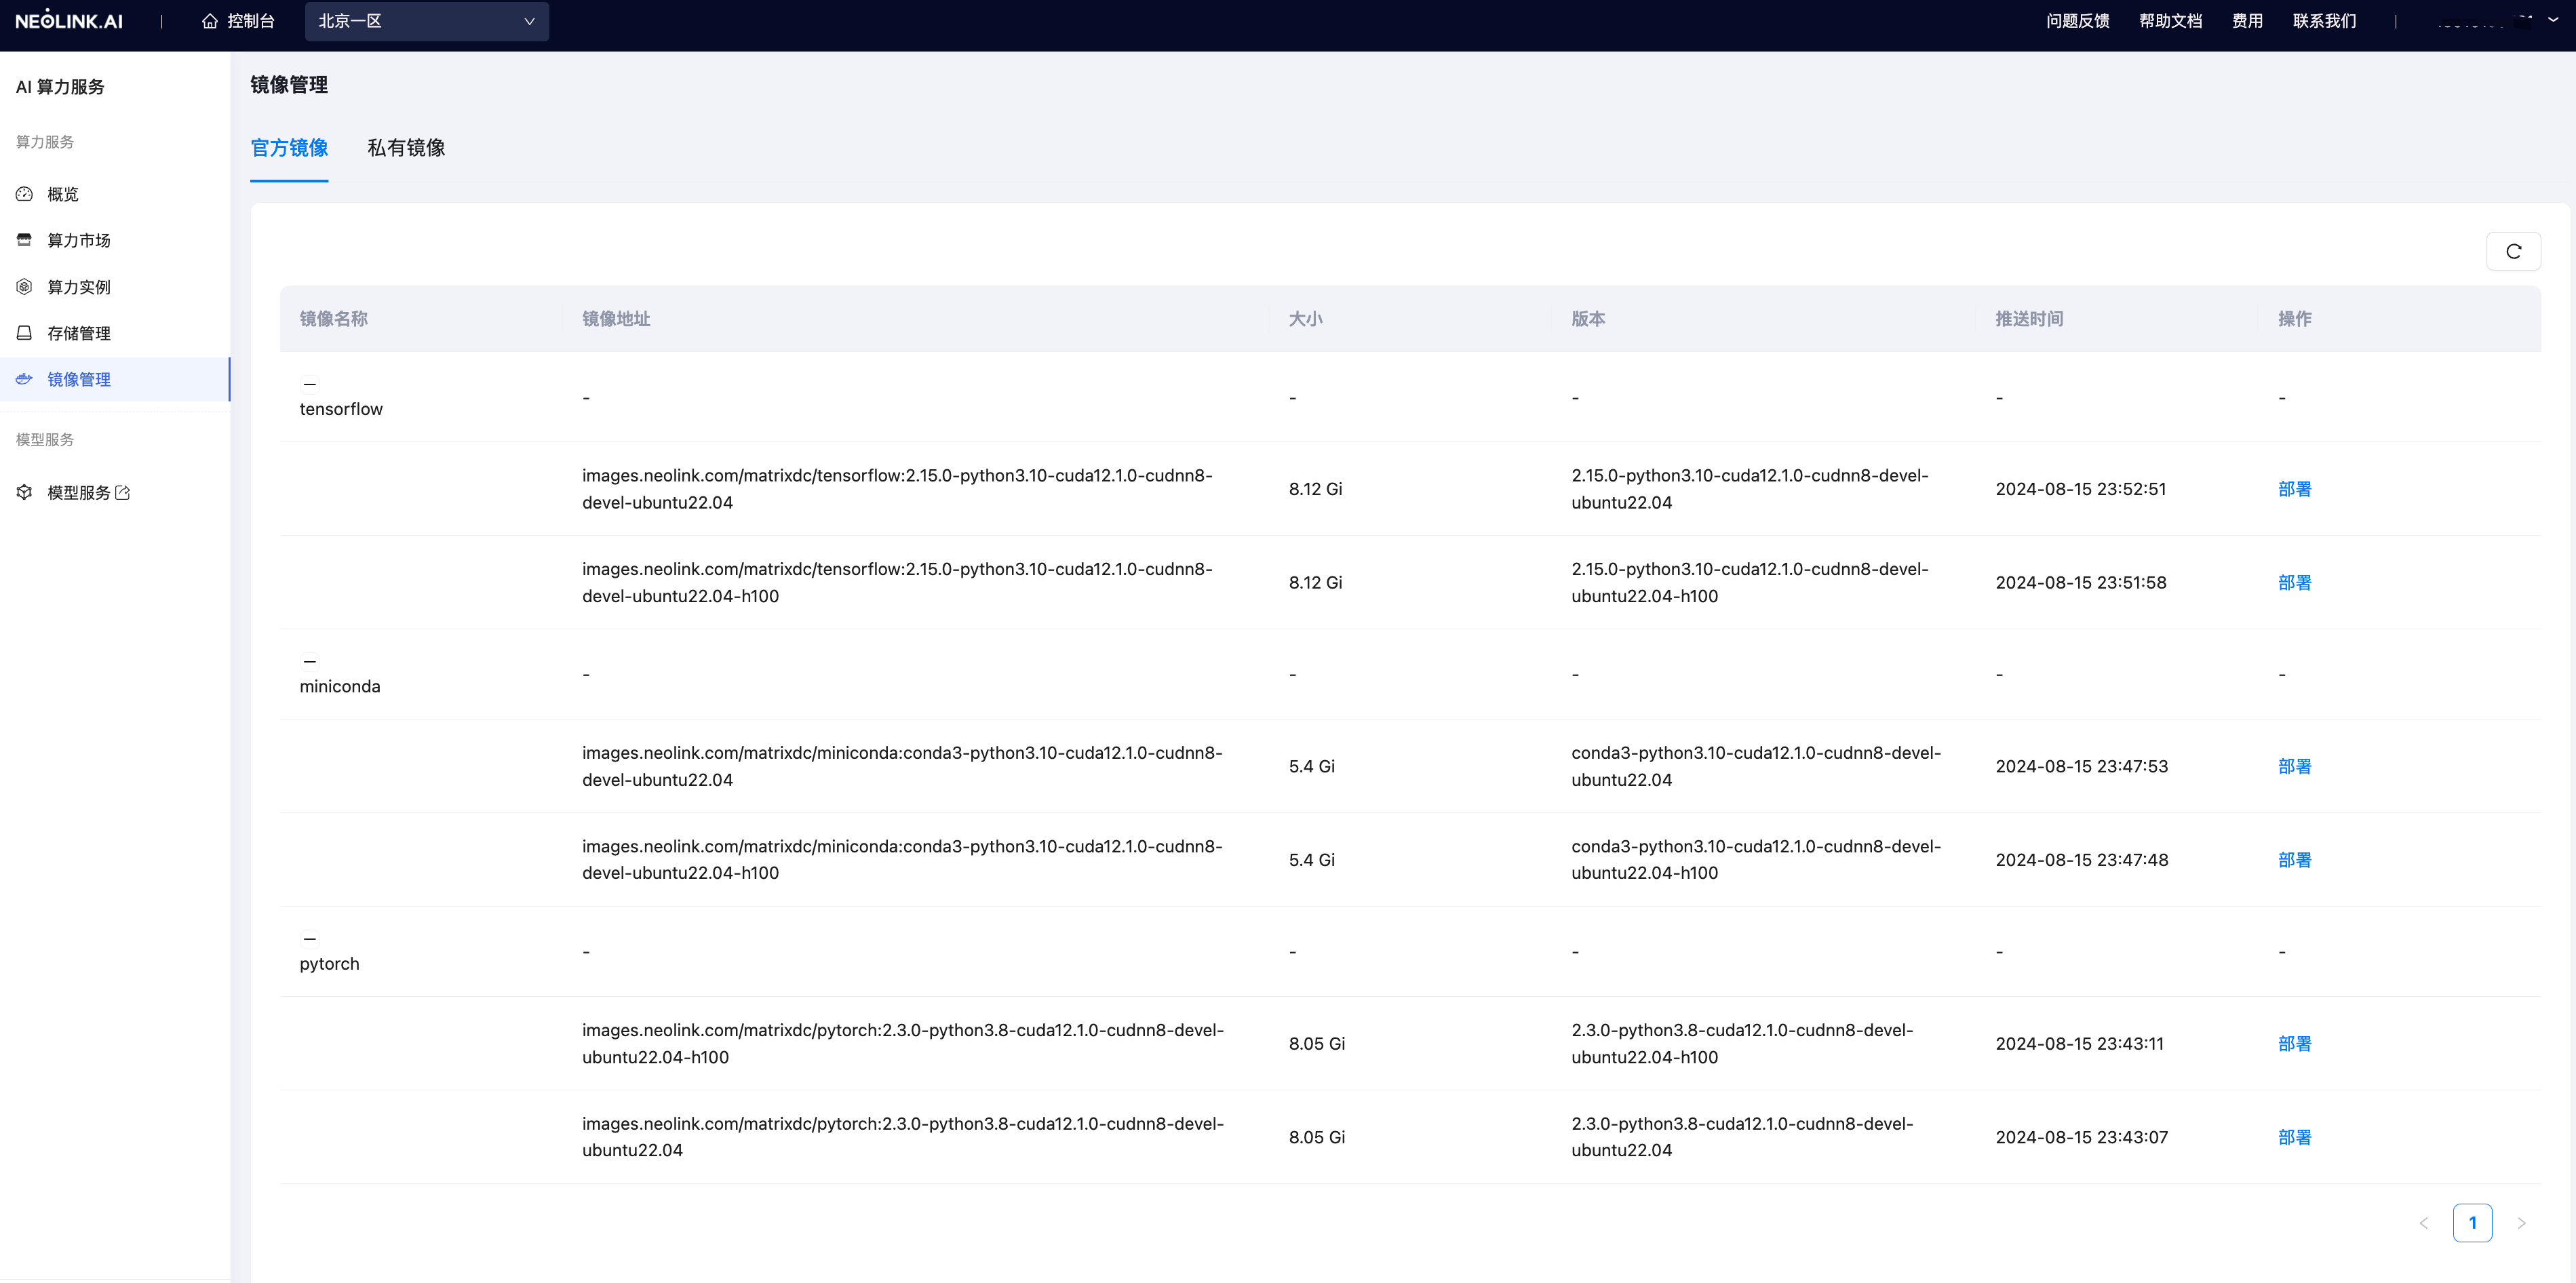 NEOLINK.AI
控制台
北京一区
问题反馈
帮助文档
费用
联系我们
AI 算力服务
算力服务
概览
算力市场
算力实例
存储管理
镜像管理
模型服务
模型服务
镜像管理
官方镜像
私有镜像
镜像名称
镜像地址
大小
版本
推送时间
操作
tensorflow
-
-
-
-
-
images.neolink.com/matrixdc/tensorflow:2.15.0-python3.10-cuda12.1.0-cudnn8-
devel-ubuntu22.04
8.12 Gi
2.15.0-python3.10-cuda12.1.0-cudnn8-devel-
ubuntu22.04
2024-08-15 23:52:51
部署
images.neolink.com/matrixdc/tensorflow:2.15.0-python3.10-cuda12.1.0-cudnn8-
devel-ubuntu22.04-h100
8.12 Gi
2.15.0-python3.10-cuda12.1.0-cudnn8-devel-
ubuntu22.04-h100
2024-08-15 23:51:58
部署
miniconda
-
-
-
-
-
images.neolink.com/matrixdc/miniconda:conda3-python3.10-cuda12.1.0-cudnn8-
devel-ubuntu22.04
5.4 Gi
conda3-python3.10-cuda12.1.0-cudnn8-devel-
ubuntu22.04
2024-08-15 23:47:53
部署
images.neolink.com/matrixdc/miniconda:conda3-python3.10-cuda12.1.0-cudnn8-
devel-ubuntu22.04-h100
5.4 Gi
conda3-python3.10-cuda12.1.0-cudnn8-devel-
ubuntu22.04-h100
2024-08-15 23:47:48
部署
pytorch
-
-
-
-
-
images.neolink.com/matrixdc/pytorch:2.3.0-python3.8-cuda12.1.0-cudnn8-devel-
ubuntu22.04-h100
8.05 Gi
2.3.0-python3.8-cuda12.1.0-cudnn8-devel-
ubuntu22.04-h100
2024-08-15 23:43:11
部署
images.neolink.com/matrixdc/pytorch:2.3.0-python3.8-cuda12.1.0-cudnn8-devel-
ubuntu22.04
8.05 Gi
2.3.0-python3.8-cuda12.1.0-cudnn8-devel-
ubuntu22.04
2024-08-15 23:43:07
部署
1